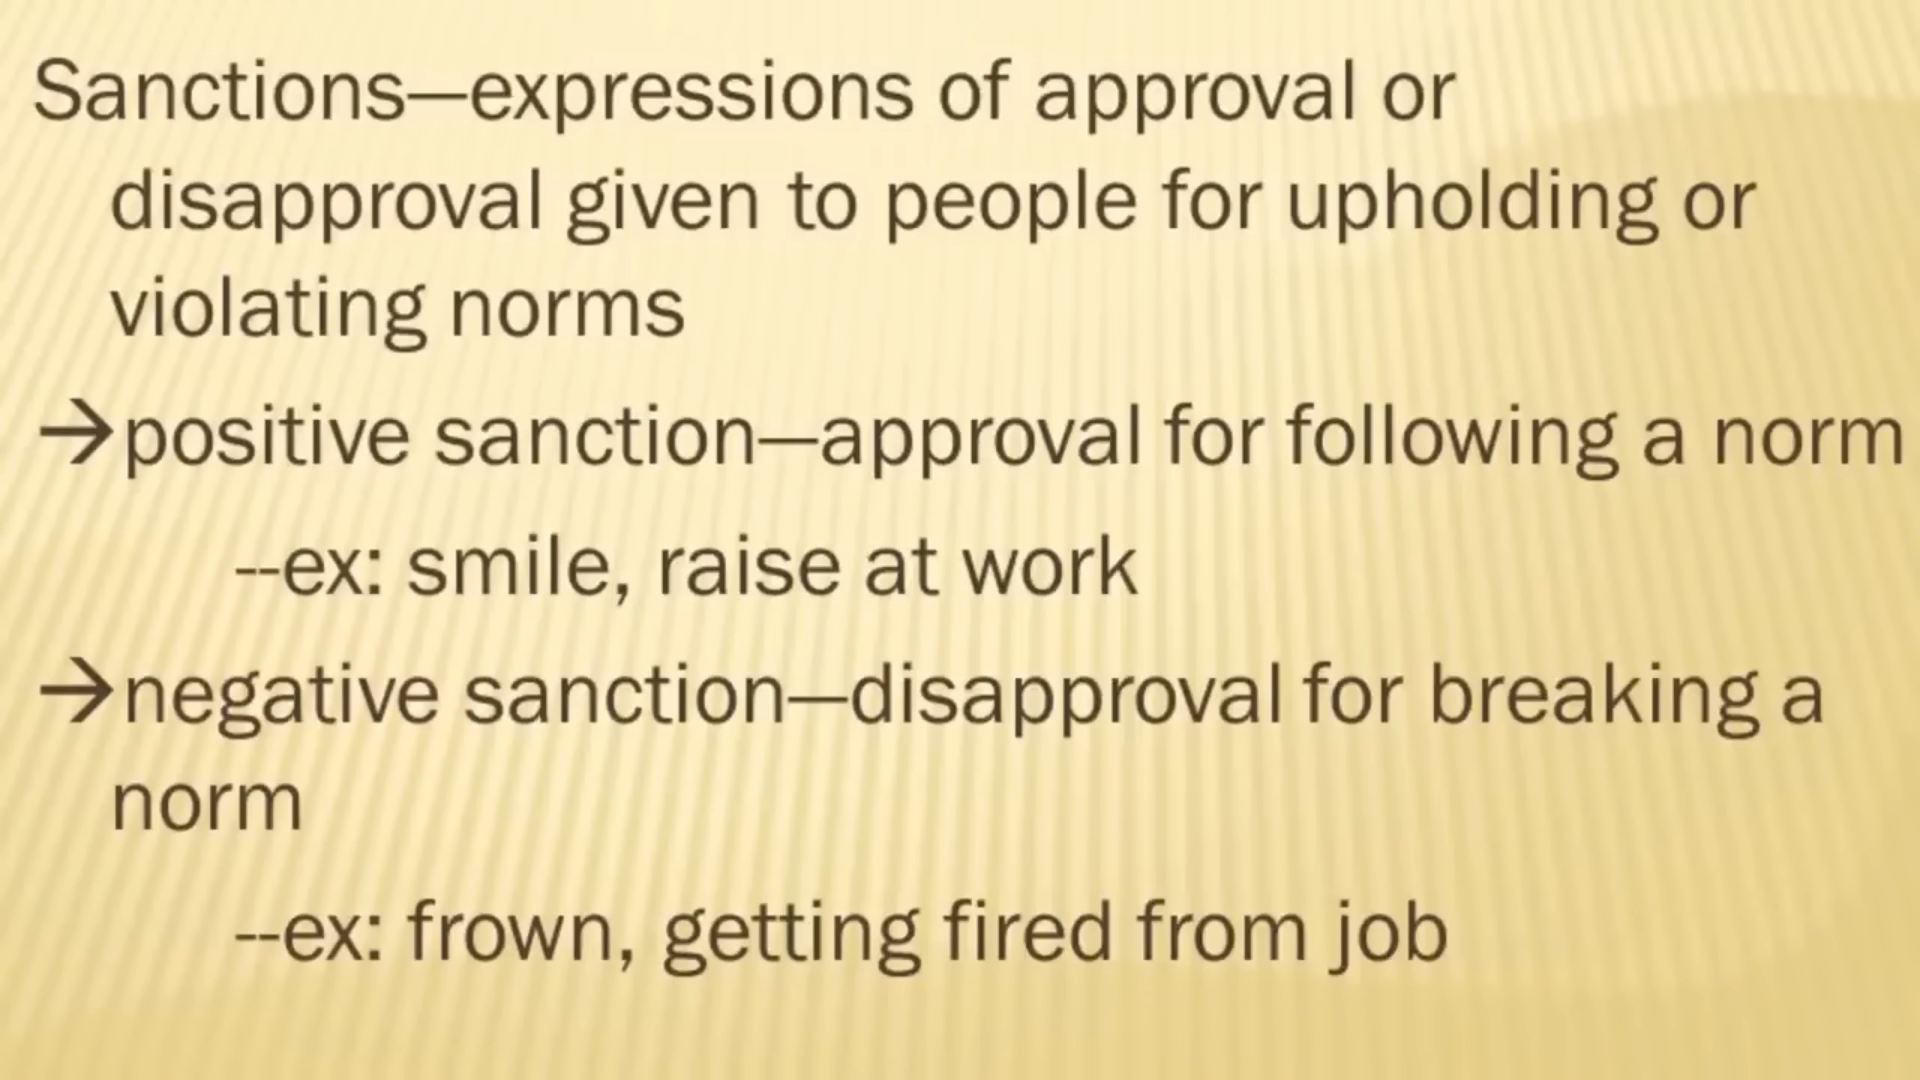 Sanctions—expressions of approval or
disapproval given to people for upholding or
violating norms
→positive sanction—approval for following a norm
--ex: smile, raise at work
→negative sanction—disapproval for breaking a
norm
--ex: frown, getting fired from job